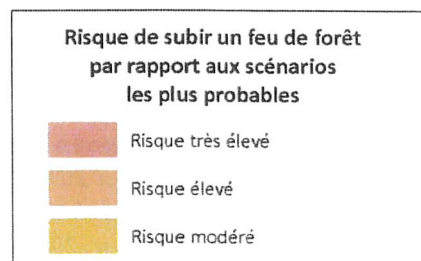 Risque de subir un feu de forêt
par rapport aux scénarios
les plus probables
Risque très élevé
Risque élevé
Risque modéré